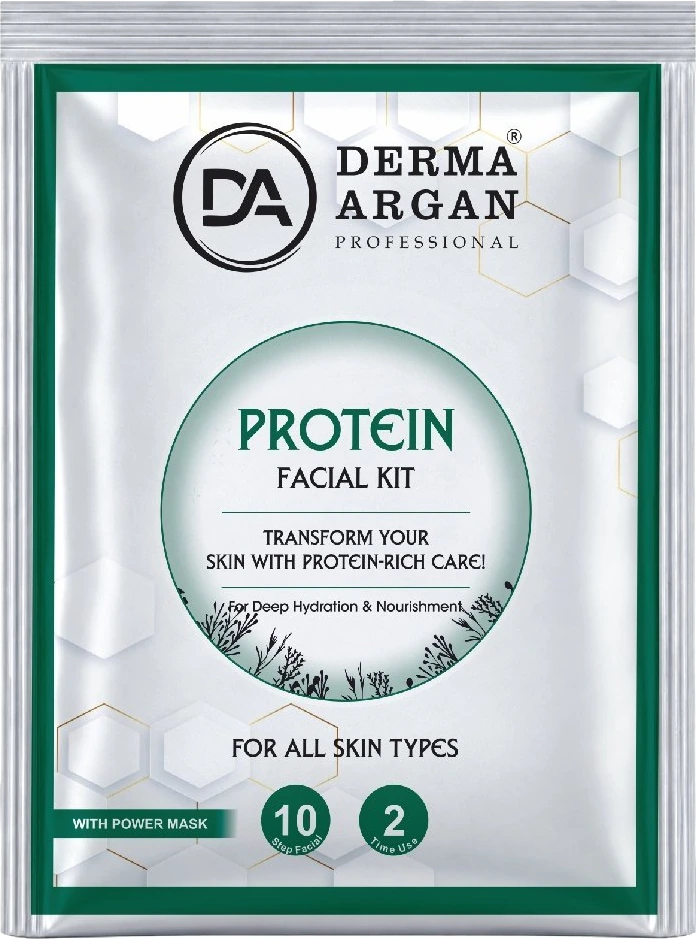 DA
DERMA®
ARGAN
PROFESSIONAL
PROTEIN
FACIAL KIT
TRANSFORM YOUR
SKIN WITH PROTEIN-RICH CARE!
For Deep Hydration & Nourishment
FOR ALL SKIN TYPES
WITH POWER MASK
10
Step Facial
2
Time Use